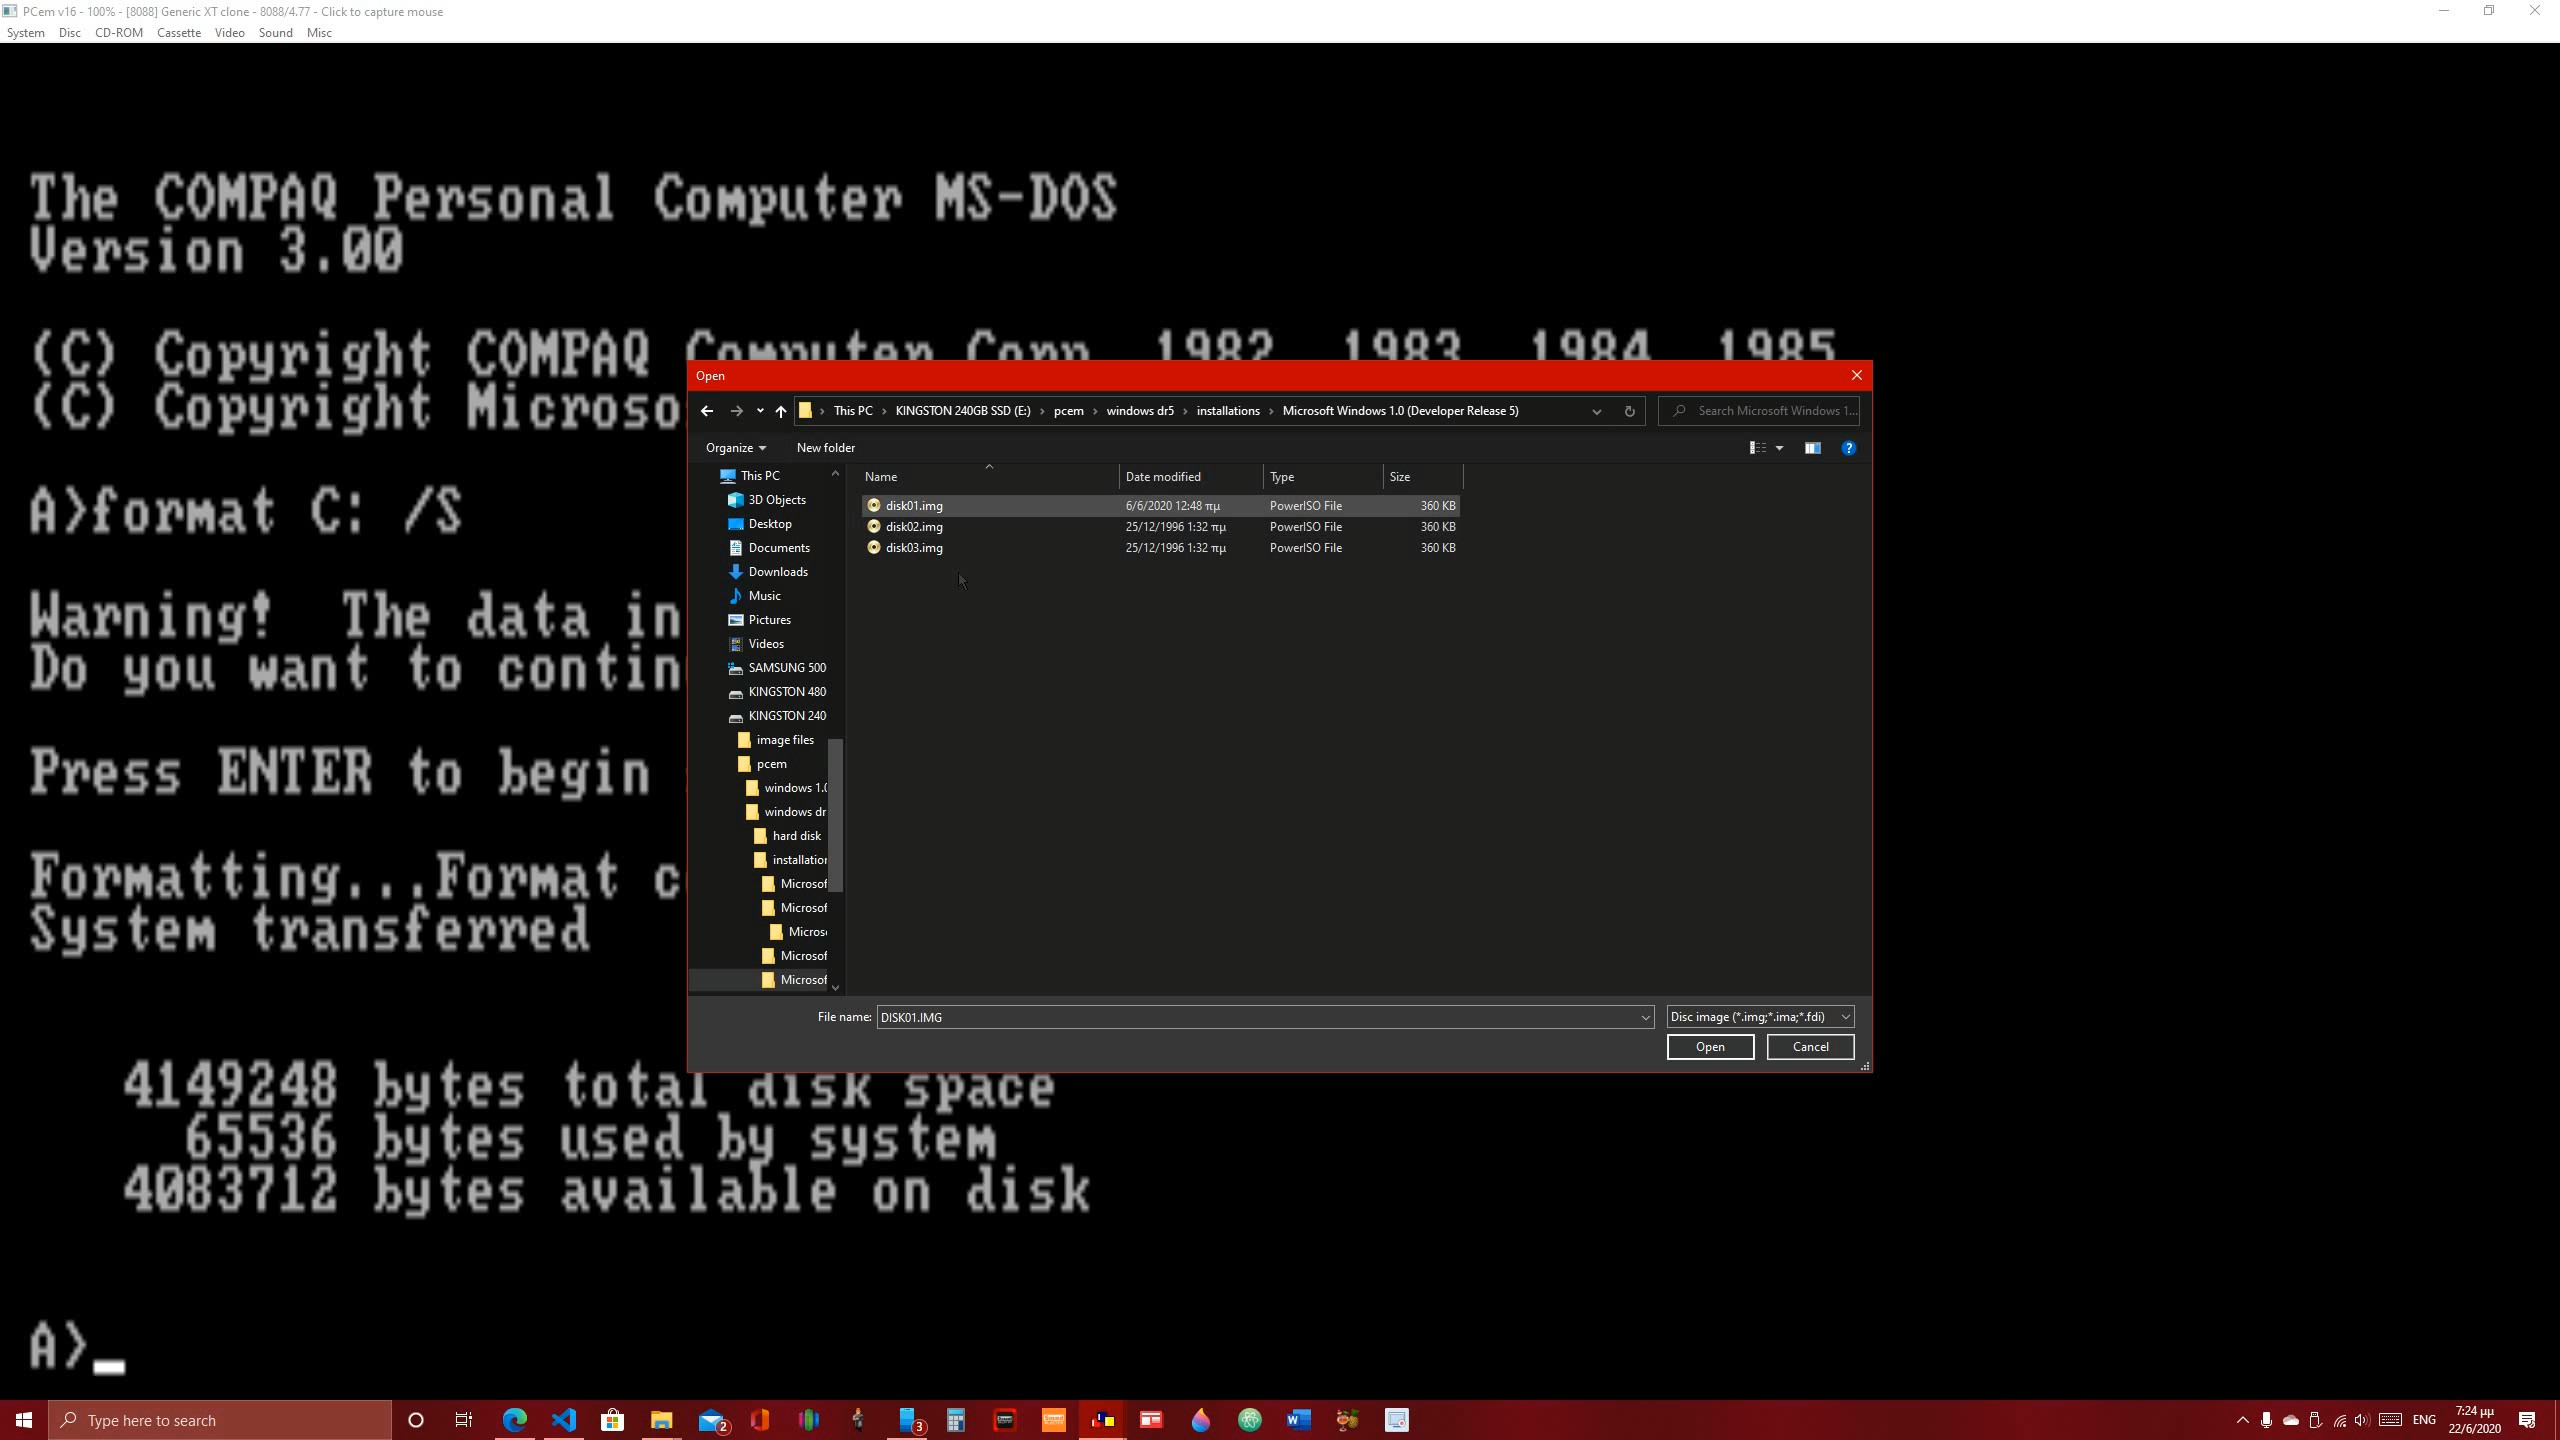 PCem v16 - 100% - [8088] Generic XT clone - 8088/4.77 - Click to capture mouse
System Disc CD-ROM Cassette Video Sound Misc
The COMPAQ Personal Computer MS-DOS
Version 3.00
(C) Copyright COMPAQ Computer Corp. 1982, 1983, 1984, 1985
(C) Copyright Microso
A>format C: /S
Warning! The data in
Do you want to contin
Press ENTER to begin
Formatting...Format c
System transferred
4149248 bytes total disk space
65536 bytes used by system
4083712 bytes available on disk
A>
Open
This PC › KINGSTON 240GB SSD (E:) › pcem › windows dr5 › installations › Microsoft Windows 1.0 (Developer Release 5)
Search Microsoft Windows 1...
Organize New folder
?
This PC
3D Objects
Desktop
Documents
Downloads
Music
Pictures
Videos
SAMSUNG 500
KINGSTON 480
KINGSTON 240
image files
pcem
windows 1.0
windows dr
hard disk
installation
Microsof
Microsof
Micros
Microsof
Microsof
Name Date modified Type Size
disk01.img 6/6/2020 12:48 πμ PowerISO File 360 KB
disk02.img 25/12/1996 1:32 πμ PowerISO File 360 KB
disk03.img 25/12/1996 1:32 πμ PowerISO File 360 KB
File name: DISK01.IMG Disc image (*.img;*.ima;*.fdi)
Open Cancel
Type here to search
2
3
ENG
7:24 μμ
22/6/2020